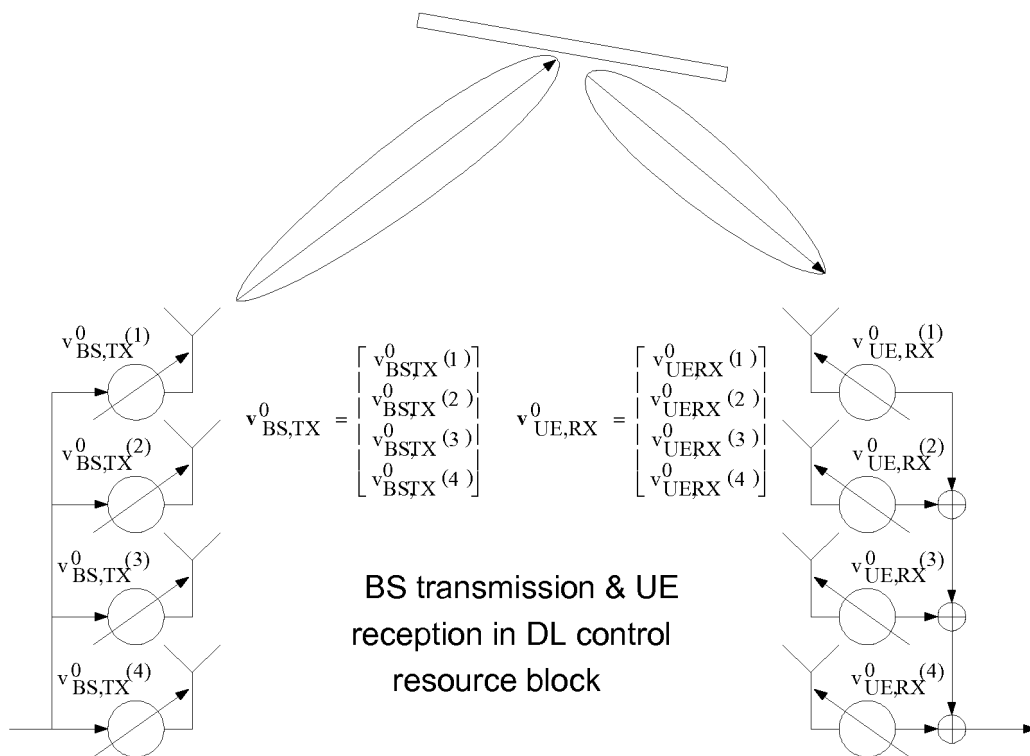 v⁰BS,TX(1)
v⁰UE,RX(1)
v⁰BS,TX = [v⁰BS,TX(1) v⁰BS,TX(2) v⁰BS,TX(3) v⁰BS,TX(4)]
v⁰UE,RX = [v⁰UE,RX(1) v⁰UE,RX(2) v⁰UE,RX(3) v⁰UE,RX(4)]
v⁰BS,TX(2)
v⁰UE,RX(2)
v⁰BS,TX(3)
v⁰UE,RX(3)
BS transmission & UE
reception in DL control
resource block
v⁰BS,TX(4)
v⁰UE,RX(4)